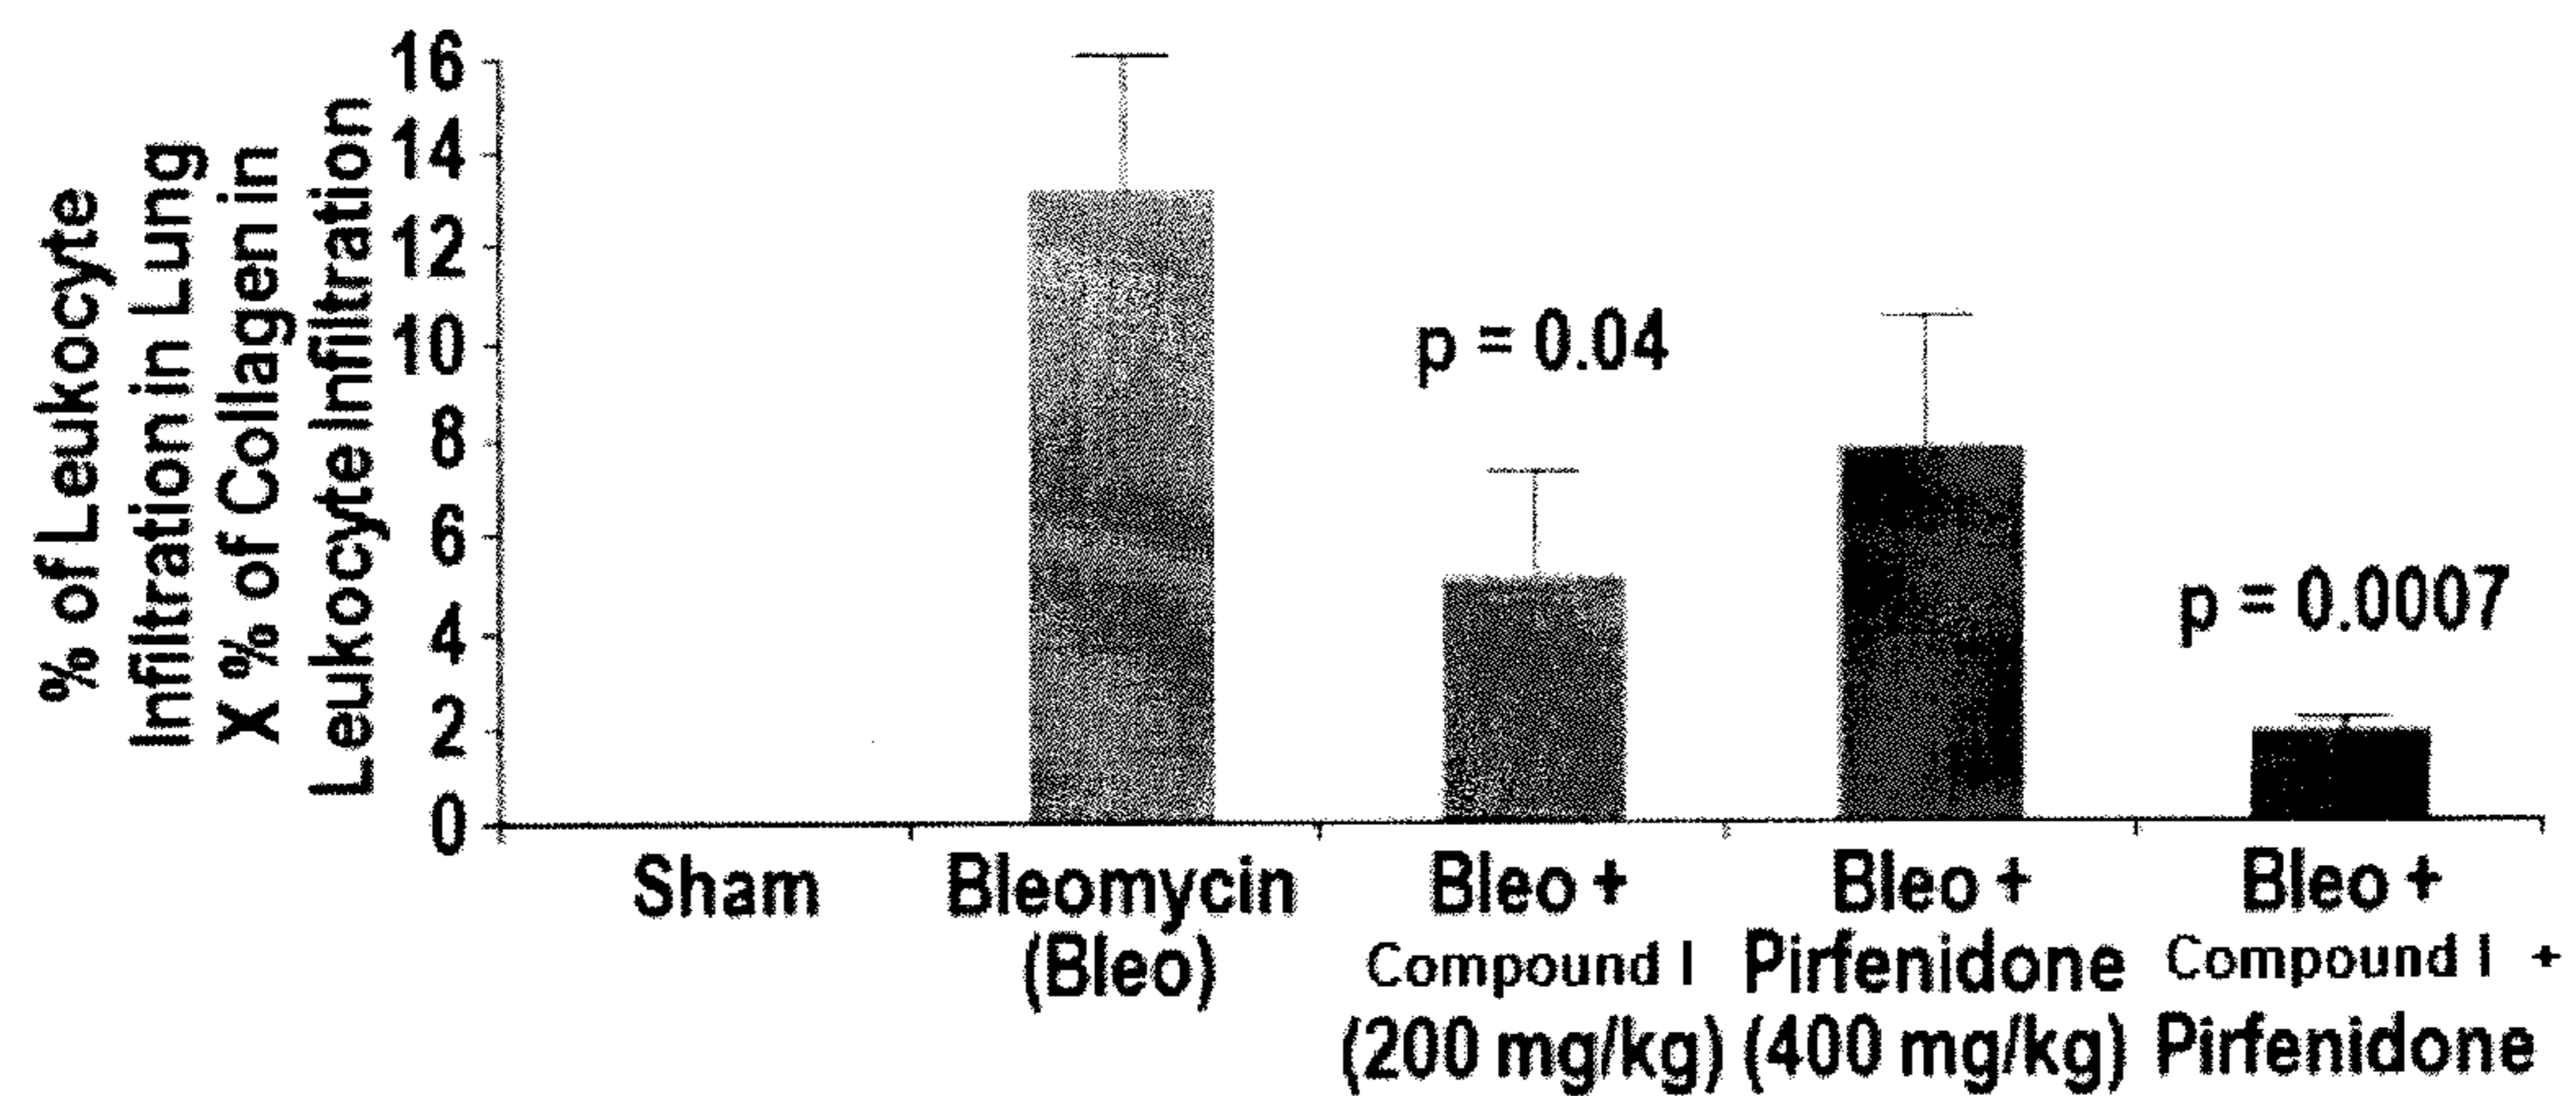 % of Leukocyte
Infiltration in Lung
X % of Collagen in
Leukocyte Infiltration
16
14
12
10
8
6
4
2
0
p = 0.04
p = 0.0007
Sham
Bleomycin
(Bleo)
Bleo +
Compound I
(200 mg/kg)
Bleo +
Pirfenidone
(400 mg/kg)
Bleo +
Compound I +
Pirfenidone